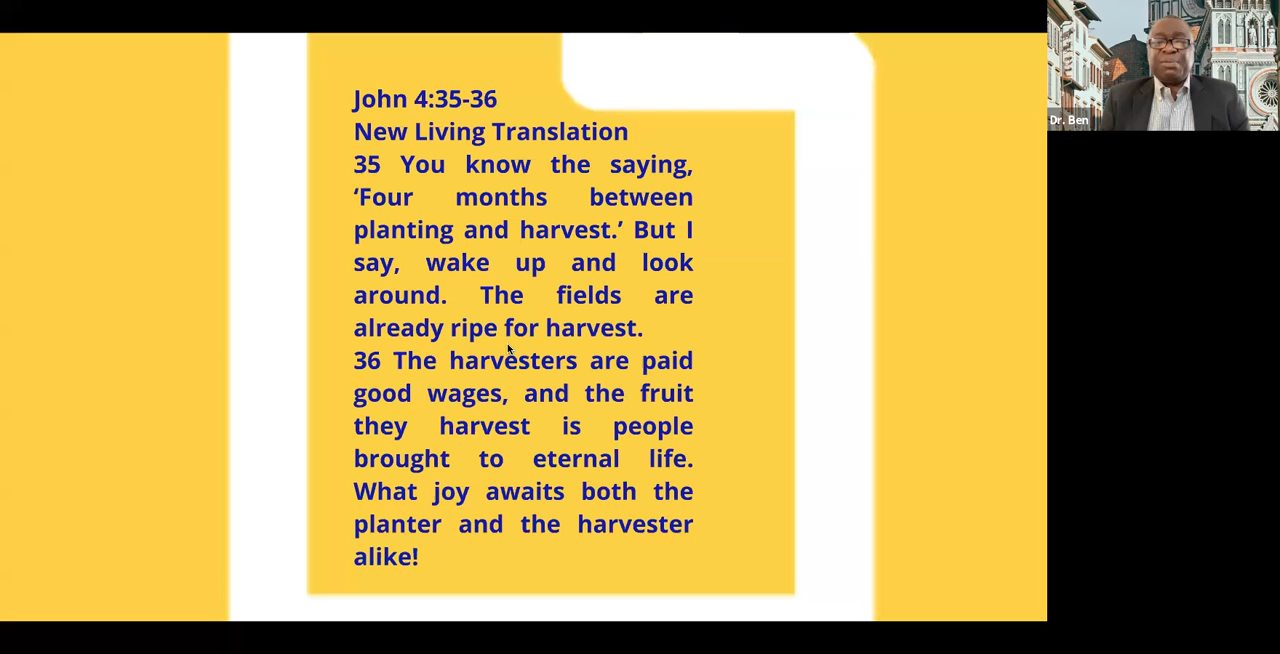 John 4:35-36
New Living Translation
35 You know the saying,
‘Four months between
planting and harvest.’ But I
say, wake up and look
around. The fields are
already ripe for harvest.
36 The harvesters are paid
good wages, and the fruit
they harvest is people
brought to eternal life.
What joy awaits both the
planter and the harvester
alike!
Dr. Ben